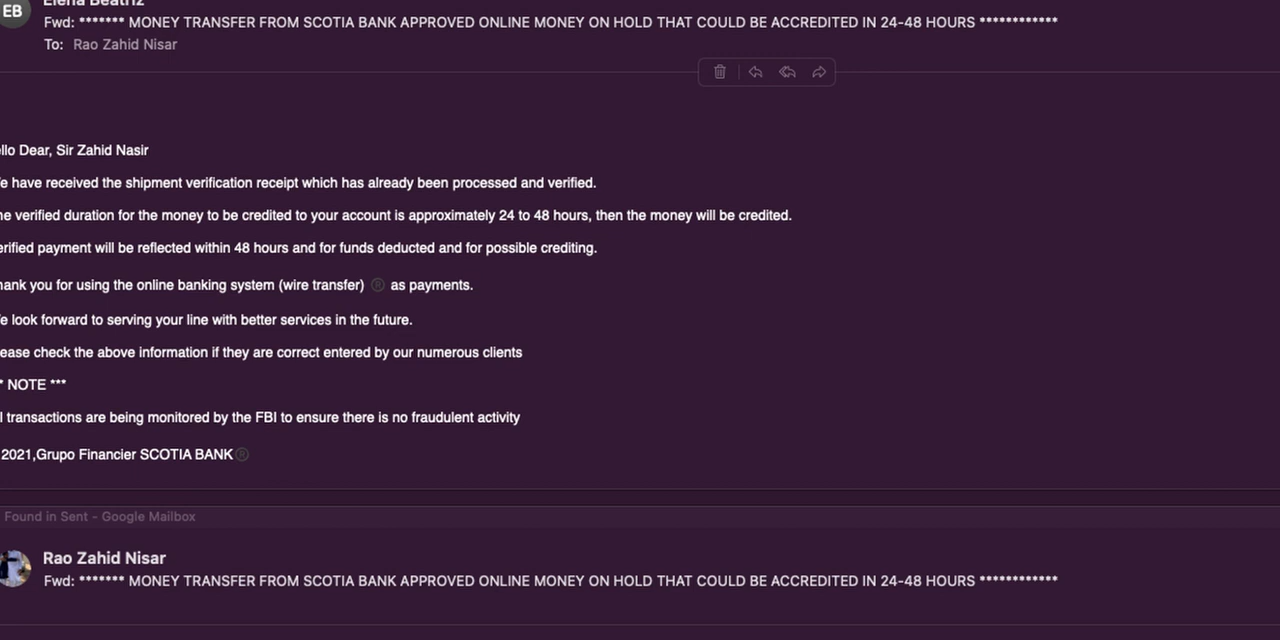 EB
Elena Beatriz
Fwd: ******* MONEY TRANSFER FROM SCOTIA BANK APPROVED ONLINE MONEY ON HOLD THAT COULD BE ACCREDITED IN 24-48 HOURS ************
To: Rao Zahid Nisar
llo Dear, Sir Zahid Nasir
e have received the shipment verification receipt which has already been processed and verified.
he verified duration for the money to be credited to your account is approximately 24 to 48 hours, then the money will be credited.
erified payment will be reflected within 48 hours and for funds deducted and for possible crediting.
hank you for using the online banking system (wire transfer) ® as payments.
e look forward to serving your line with better services in the future.
ease check the above information if they are correct entered by our numerous clients
* NOTE ***
l transactions are being monitored by the FBI to ensure there is no fraudulent activity
2021,Grupo Financier SCOTIA BANK®
Found in Sent - Google Mailbox
Rao Zahid Nisar
Fwd: ******* MONEY TRANSFER FROM SCOTIA BANK APPROVED ONLINE MONEY ON HOLD THAT COULD BE ACCREDITED IN 24-48 HOURS ************